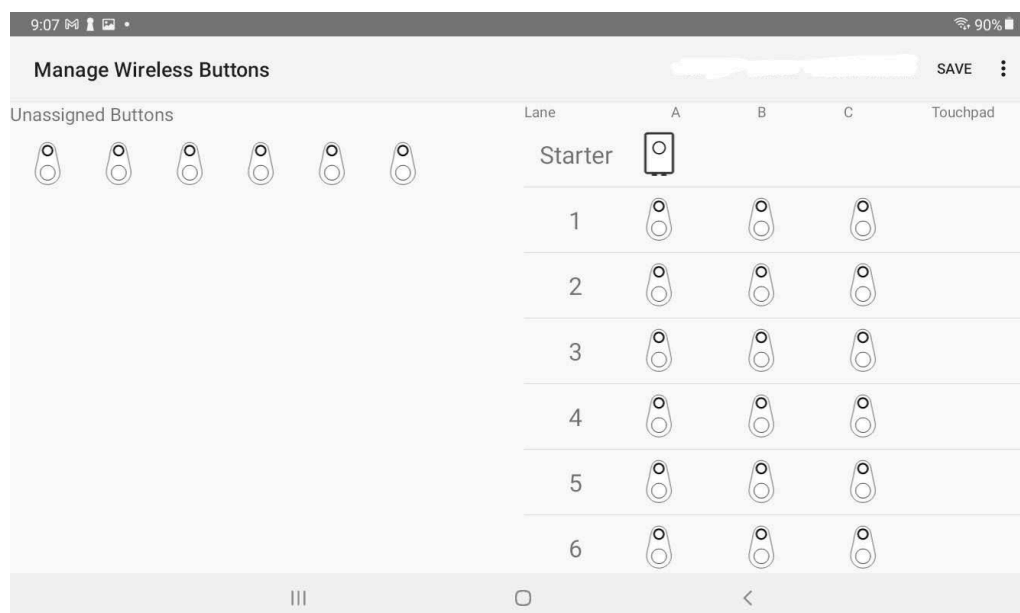 9:07 90%
Manage Wireless Buttons SAVE
Unassigned Buttons
Lane A B C Touchpad
Starter
1
2
3
4
5
6